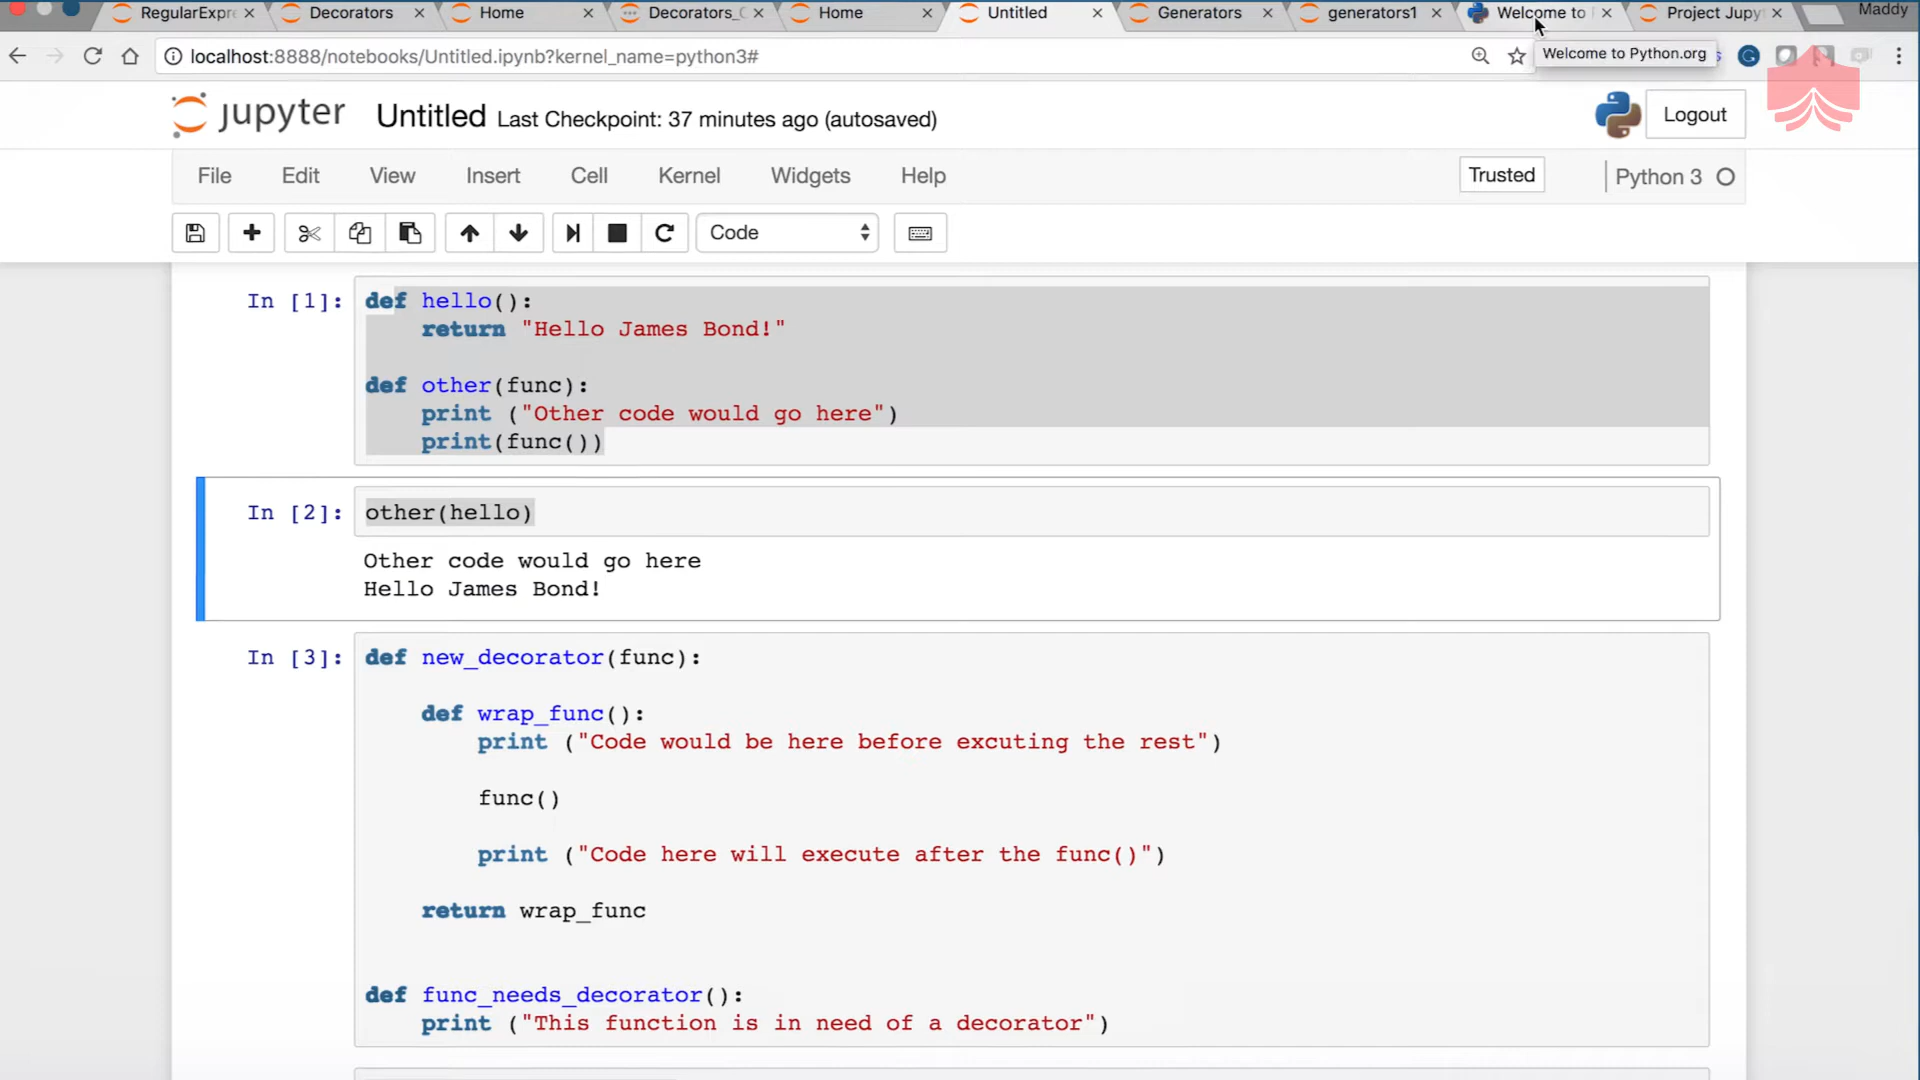 RegularExpr
Decorators
Home
Decorators_
Home
Untitled
Generators
generators1
Welcome to
Project Jupy
Maddy
localhost:8888/notebooks/Untitled.ipynb?kernel_name=python3#
Welcome to Python.org
jupyter Untitled Last Checkpoint: 37 minutes ago (autosaved)
Logout
File Edit View Insert Cell Kernel Widgets Help
Trusted
Python 3
Code
In [1]: def hello():
return "Hello James Bond!"
def other(func):
print ("Other code would go here")
print(func())
In [2]: other(hello)
Other code would go here
Hello James Bond!
In [3]: def new_decorator(func):
def wrap_func():
print ("Code would be here before excuting the rest")
func()
print ("Code here will execute after the func()")
return wrap_func
def func_needs_decorator():
print ("This function is in need of a decorator")